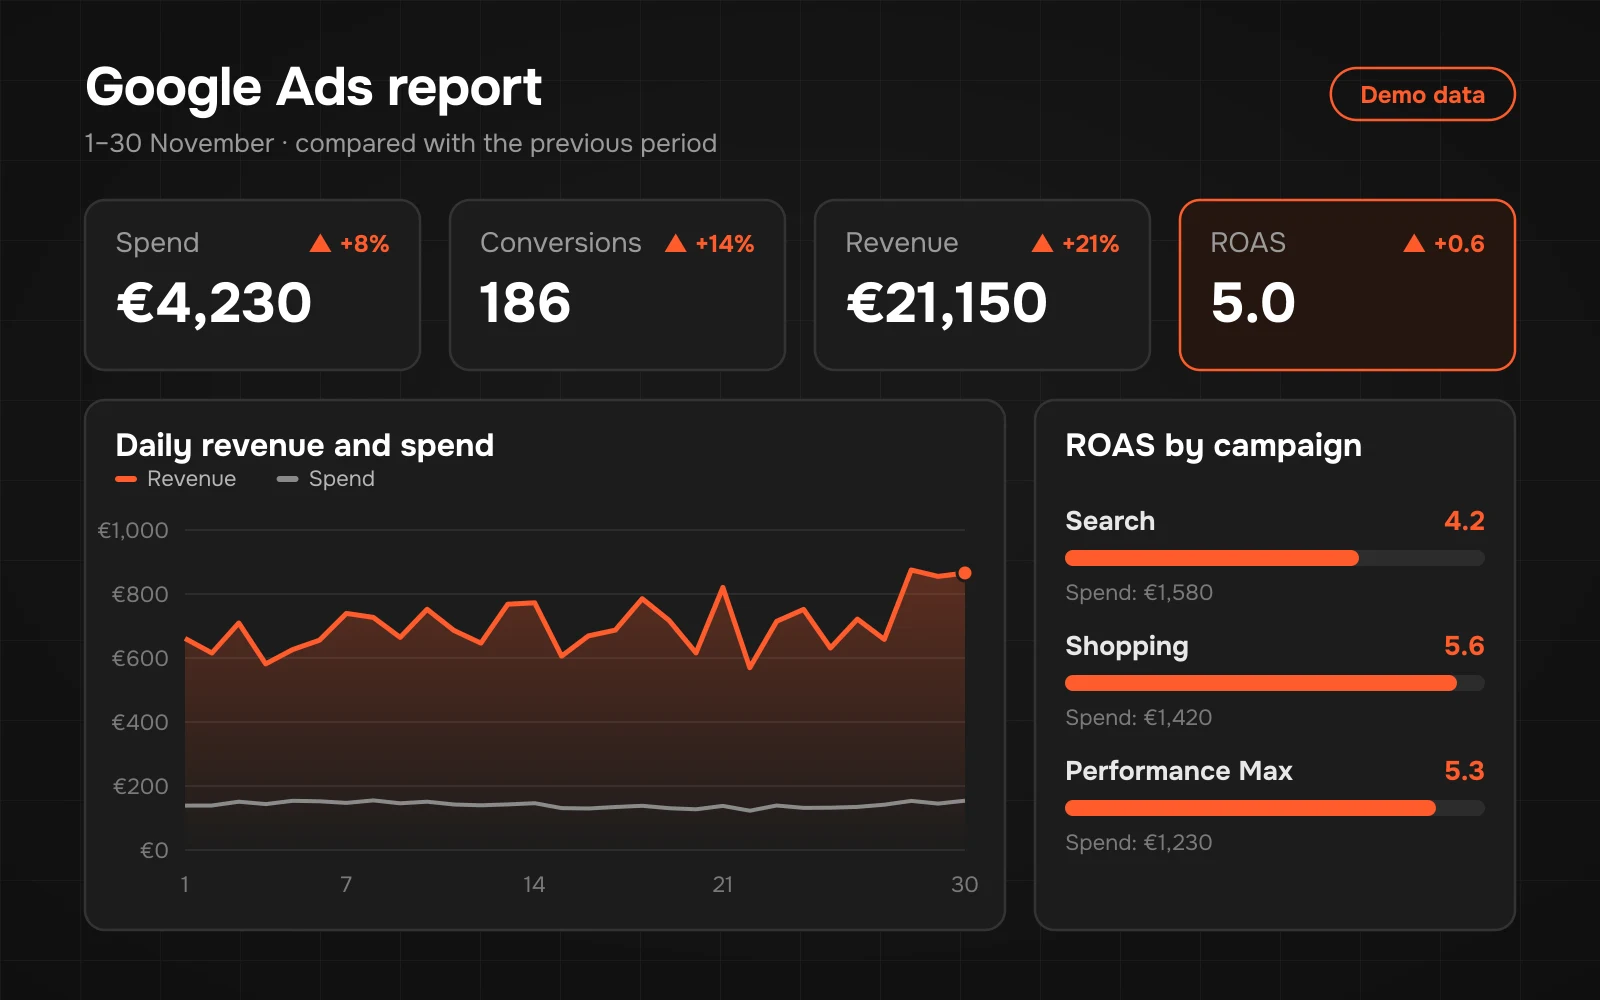 Google Ads report
Demo data
1–30 November · compared with the previous period
Spend ▲ +8%
€4,230
Conversions ▲ +14%
186
Revenue ▲ +21%
€21,150
ROAS ▲ +0.6
5.0
Daily revenue and spend
Revenue Spend
€1,000
€800
€600
€400
€200
€0
1 7 14 21 30
ROAS by campaign
Search 4.2
Spend: €1,580
Shopping 5.6
Spend: €1,420
Performance Max 5.3
Spend: €1,230